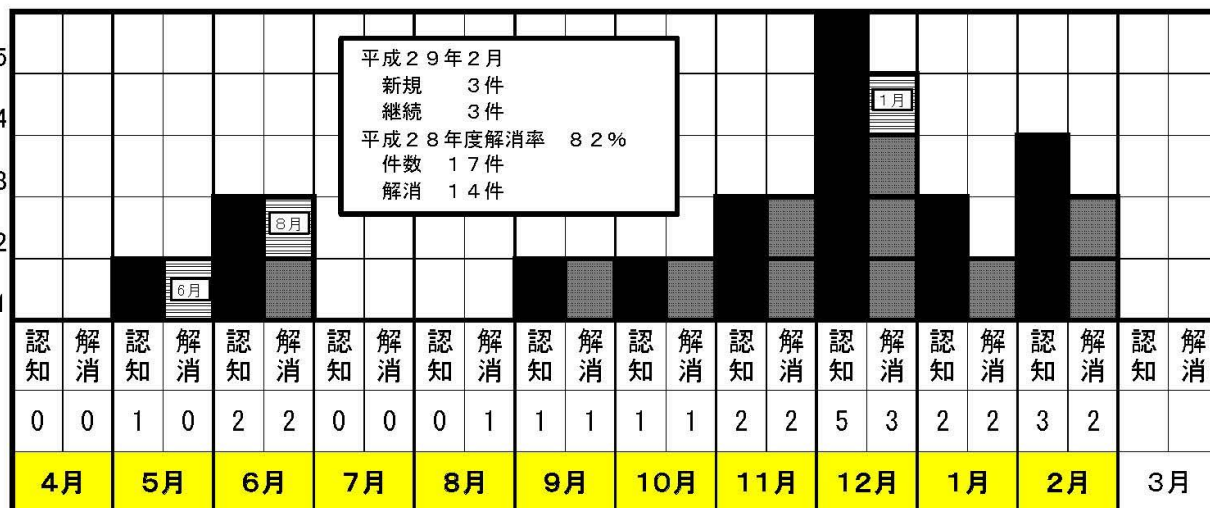 平成29年2月
新規 3件
継続 3件
平成28年度解消率 82%
件数 17件
解消 14件
5
4
3
2
1
1月
8月
6月
認知 解消 認知 解消 認知 解消 認知 解消 認知 解消 認知 解消 認知 解消 認知 解消 認知 解消 認知 解消 認知 解消 認知 解消
0 0 1 0 2 2 0 0 0 1 1 1 1 1 2 2 5 3 2 2 3 2
4月 5月 6月 7月 8月 9月 10月 11月 12月 1月 2月 3月